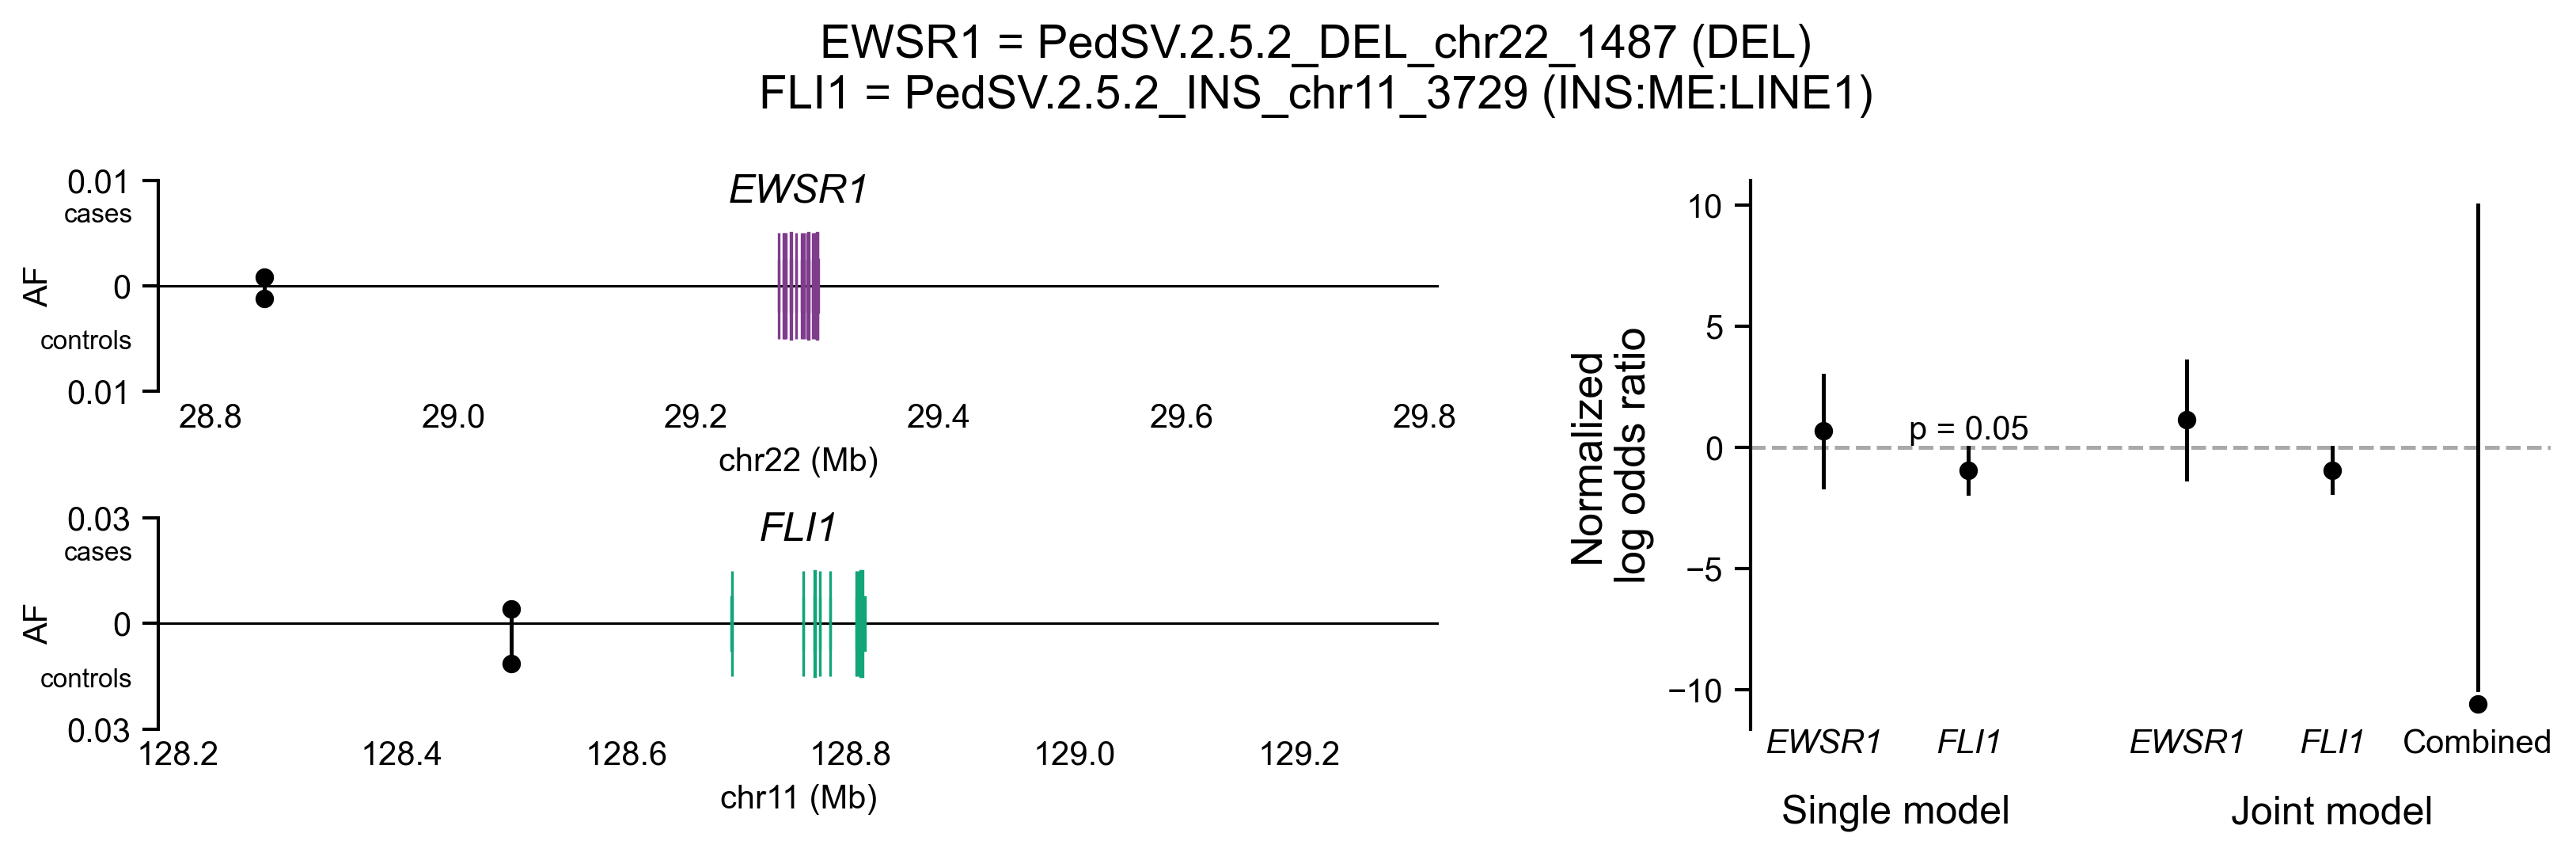 EWSR1 = PedSV.2.5.2_DEL_chr22_1487 (DEL)
FLI1 = PedSV.2.5.2_INS_chr11_3729 (INS:ME:LINE1)
0.01
cases
AF
0
controls
0.01
EWSR1
28.8 29.0 29.2 29.4 29.6 29.8
chr22 (Mb)
0.03
cases
AF
0
controls
0.03
FLI1
128.2 128.4 128.6 128.8 129.0 129.2
chr11 (Mb)
Normalized
log odds ratio
10
5
0
−5
−10
p = 0.05
EWSR1 FLI1 EWSR1 FLI1 Combined
Single model Joint model